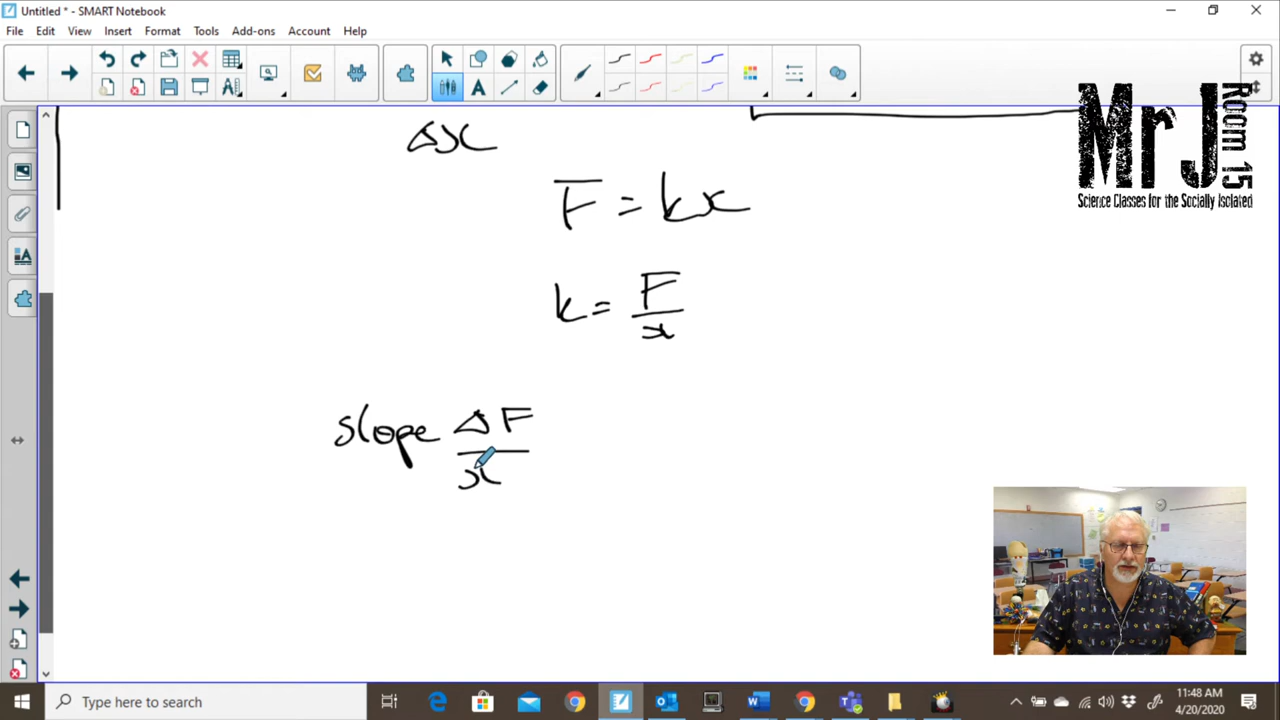 Untitled * - SMART Notebook
File Edit View Insert Format Tools Add-ons Account Help
Δx
F = kx
k = F
x
slope ΔF
x
Mr J Room 15
Science Classes for the Socially Isolated
Type here to search
11:48 AM
4/20/2020